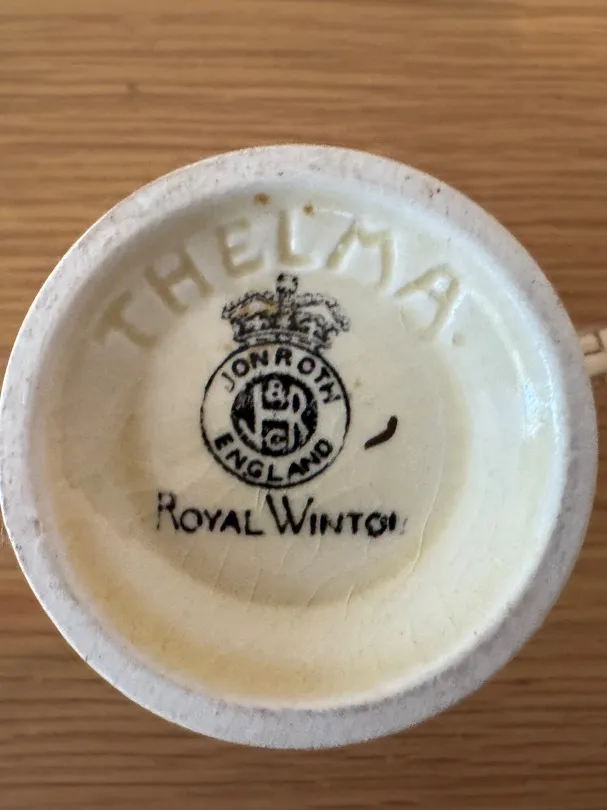 THELMA.
JONROTH
J&R
C
ENGLAND
ROYAL WINTON